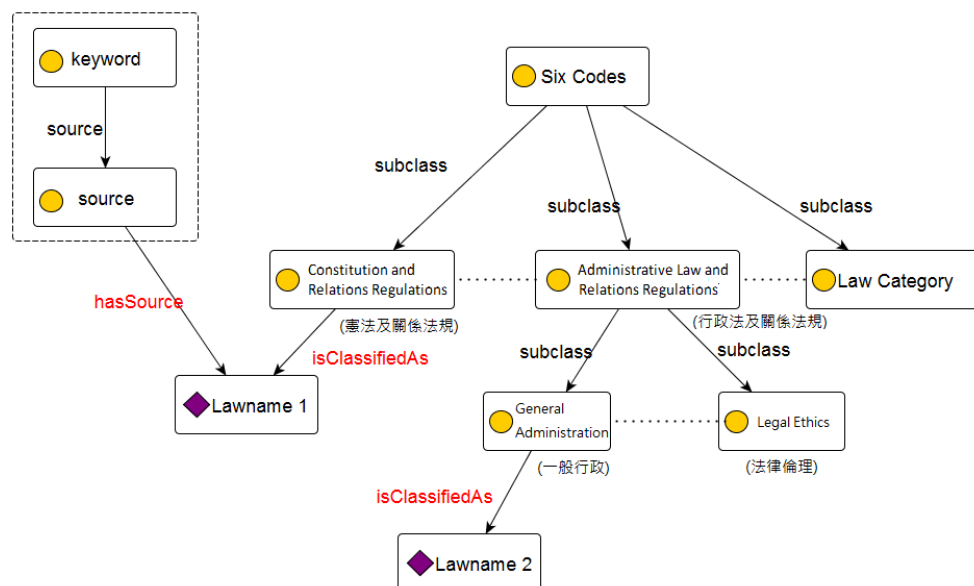 keyword
source
source
hasSource
Six Codes
subclass
subclass
subclass
Constitution and
Relations Regulations
(憲法及關係法規)
Administrative Law and
Relations Regulations
(行政法及關係法規)
Law Category
isClassifiedAs
Lawname 1
subclass
subclass
General
Administration
(一般行政)
Legal Ethics
(法律倫理)
isClassifiedAs
Lawname 2